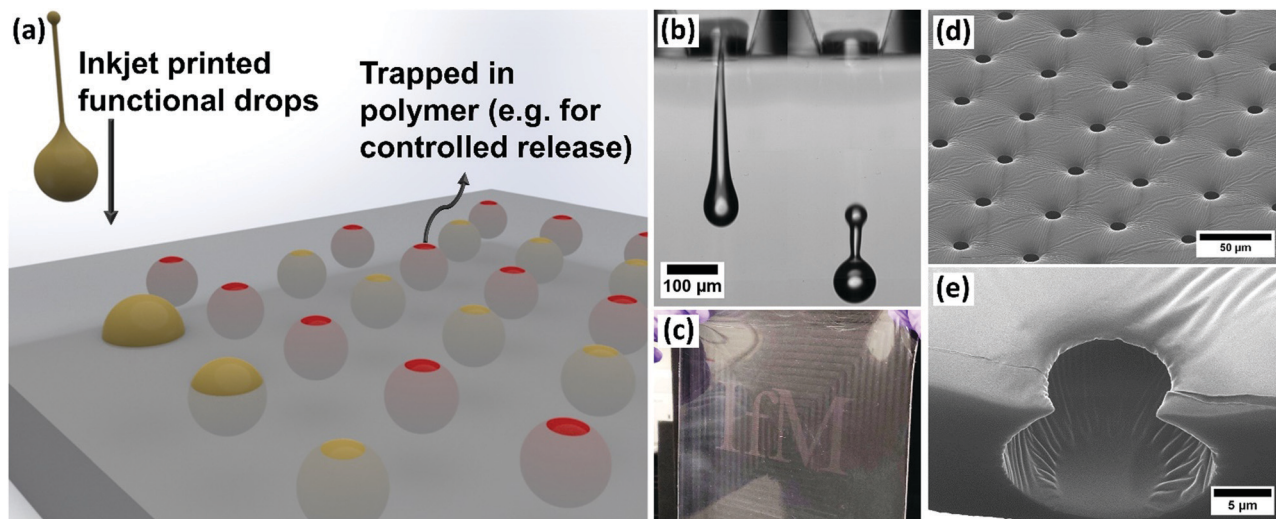 (a)
Inkjet printed
functional drops
Trapped in
polymer (e.g. for
controlled release)
(b)
100 µm
(c)
IfM
(d)
50 µm
(e)
5 µm